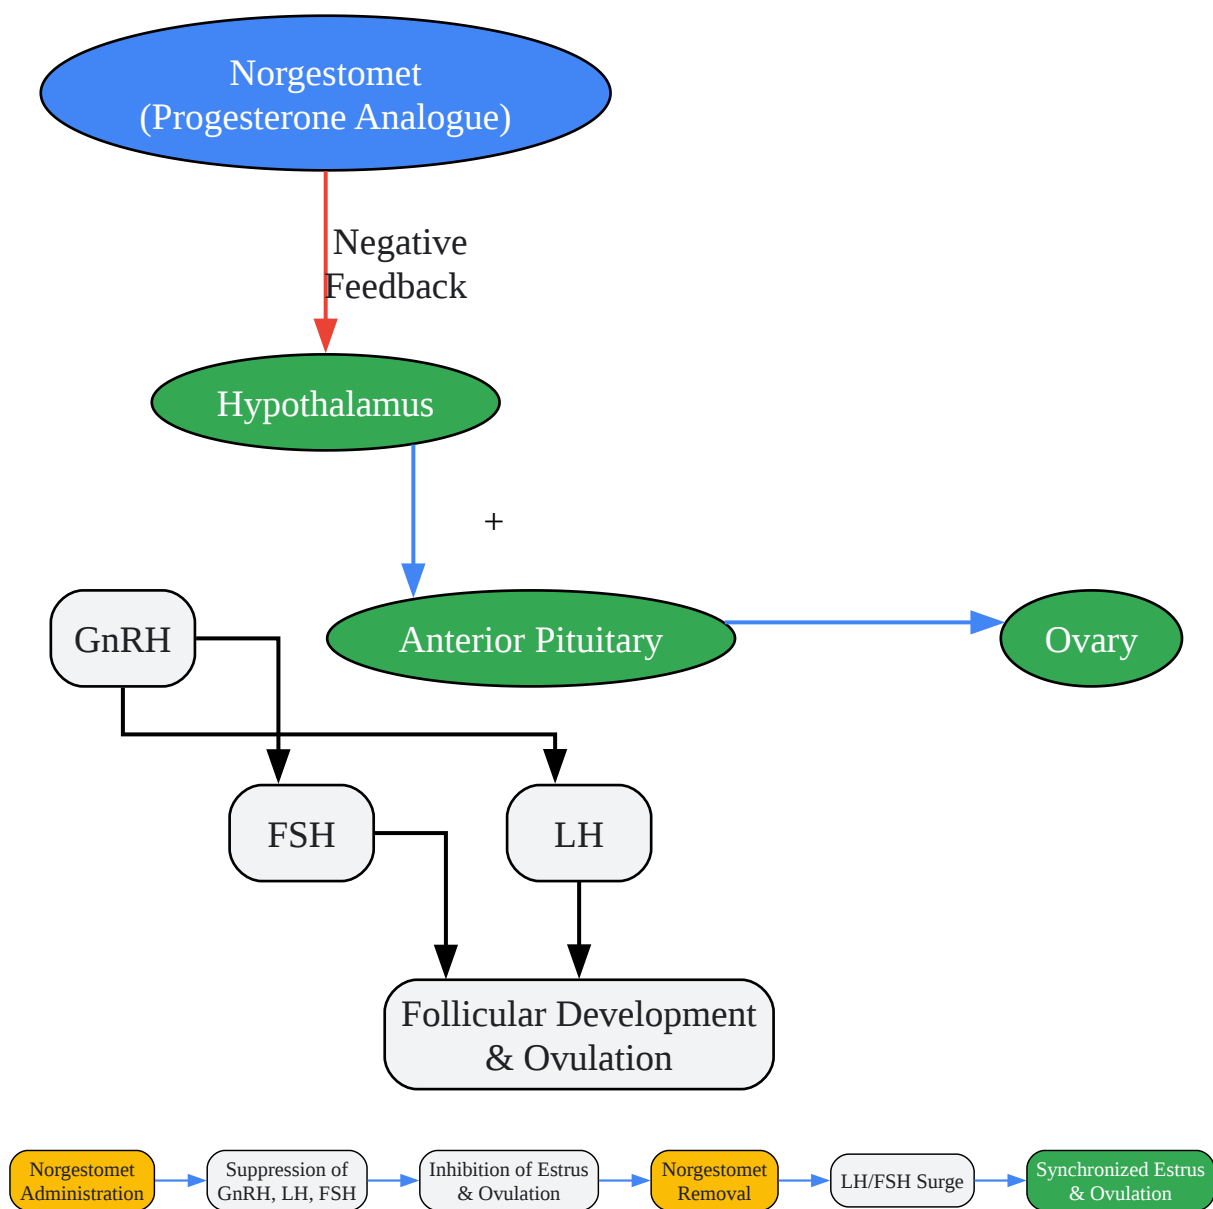 Norgestomet
(Progesterone Analogue)
Negative
Feedback
Hypothalamus
+
GnRH
Anterior Pituitary
Ovary
FSH
LH
Follicular Development
& Ovulation
Norgestomet
Administration
Suppression of
GnRH, LH, FSH
Inhibition of Estrus
& Ovulation
Norgestomet
Removal
LH/FSH Surge
Synchronized Estrus
& Ovulation